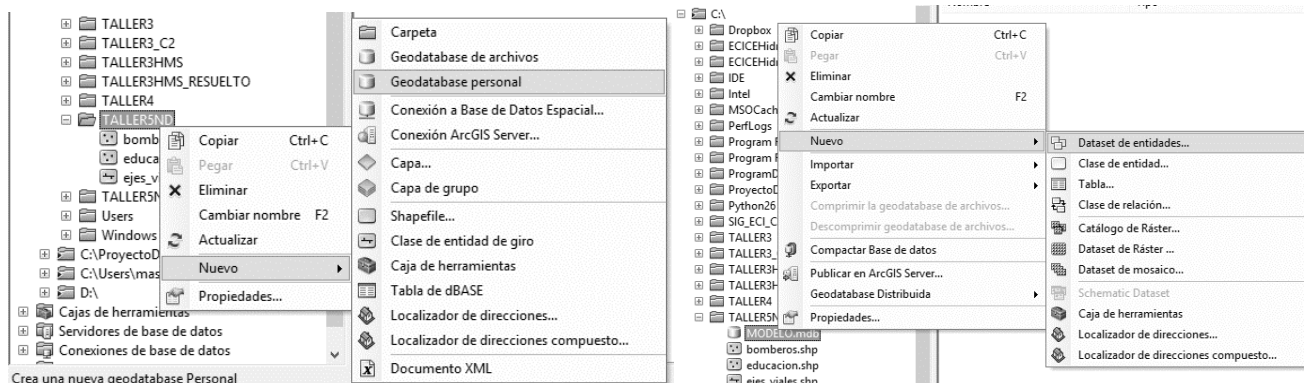 TALLER3
TALLER3_C2
TALLER3HMS
TALLER3HMS_RESUELTO
TALLER4
TALLER5ND
bomb
educa
ejes_v
TALLER5N
Users
Windows
C:\ProyectoD
C:\Users\mas
D:\
Cajas de herramientas
Servidores de base de datos
Conexiones de base de datos
Crea una nueva geodatabase Personal
Copiar Ctrl+C
Pegar Ctrl+V
Eliminar
Cambiar nombre F2
Actualizar
Nuevo
Propiedades...
Carpeta
Geodatabase de archivos
Geodatabase personal
Conexión a Base de Datos Espacial...
Conexión ArcGIS Server...
Capa...
Capa de grupo
Shapefile...
Clase de entidad de giro
Caja de herramientas
Tabla de dBASE
Localizador de direcciones...
Localizador de direcciones compuesto...
Documento XML
C:\
Dropbox
ECICEHidr
ECICEHidr
IDE
Intel
MSOCach
PerfLogs
Program F
Program F
ProgramD
ProyectoD
Python26
SIG_ECI_C
TALLER3
TALLER3_
TALLER3H
TALLER3H
TALLER4
TALLER5N
MODELO.mdb
bomberos.shp
educacion.shp
ejes_viales.shp
Copiar Ctrl+C
Pegar Ctrl+V
Eliminar
Cambiar nombre F2
Actualizar
Nuevo
Importar
Exportar
Comprimir la geodatabase de archivos...
Descomprimir geodatabase de archivos...
Compactar Base de datos
Publicar en ArcGIS Server...
Geodatabase Distribuida
Propiedades...
Dataset de entidades...
Clase de entidad...
Tabla...
Clase de relación...
Catálogo de Ráster...
Dataset de Ráster ...
Dataset de mosaico...
Schematic Dataset
Caja de herramientas
Localizador de direcciones...
Localizador de direcciones compuesto...